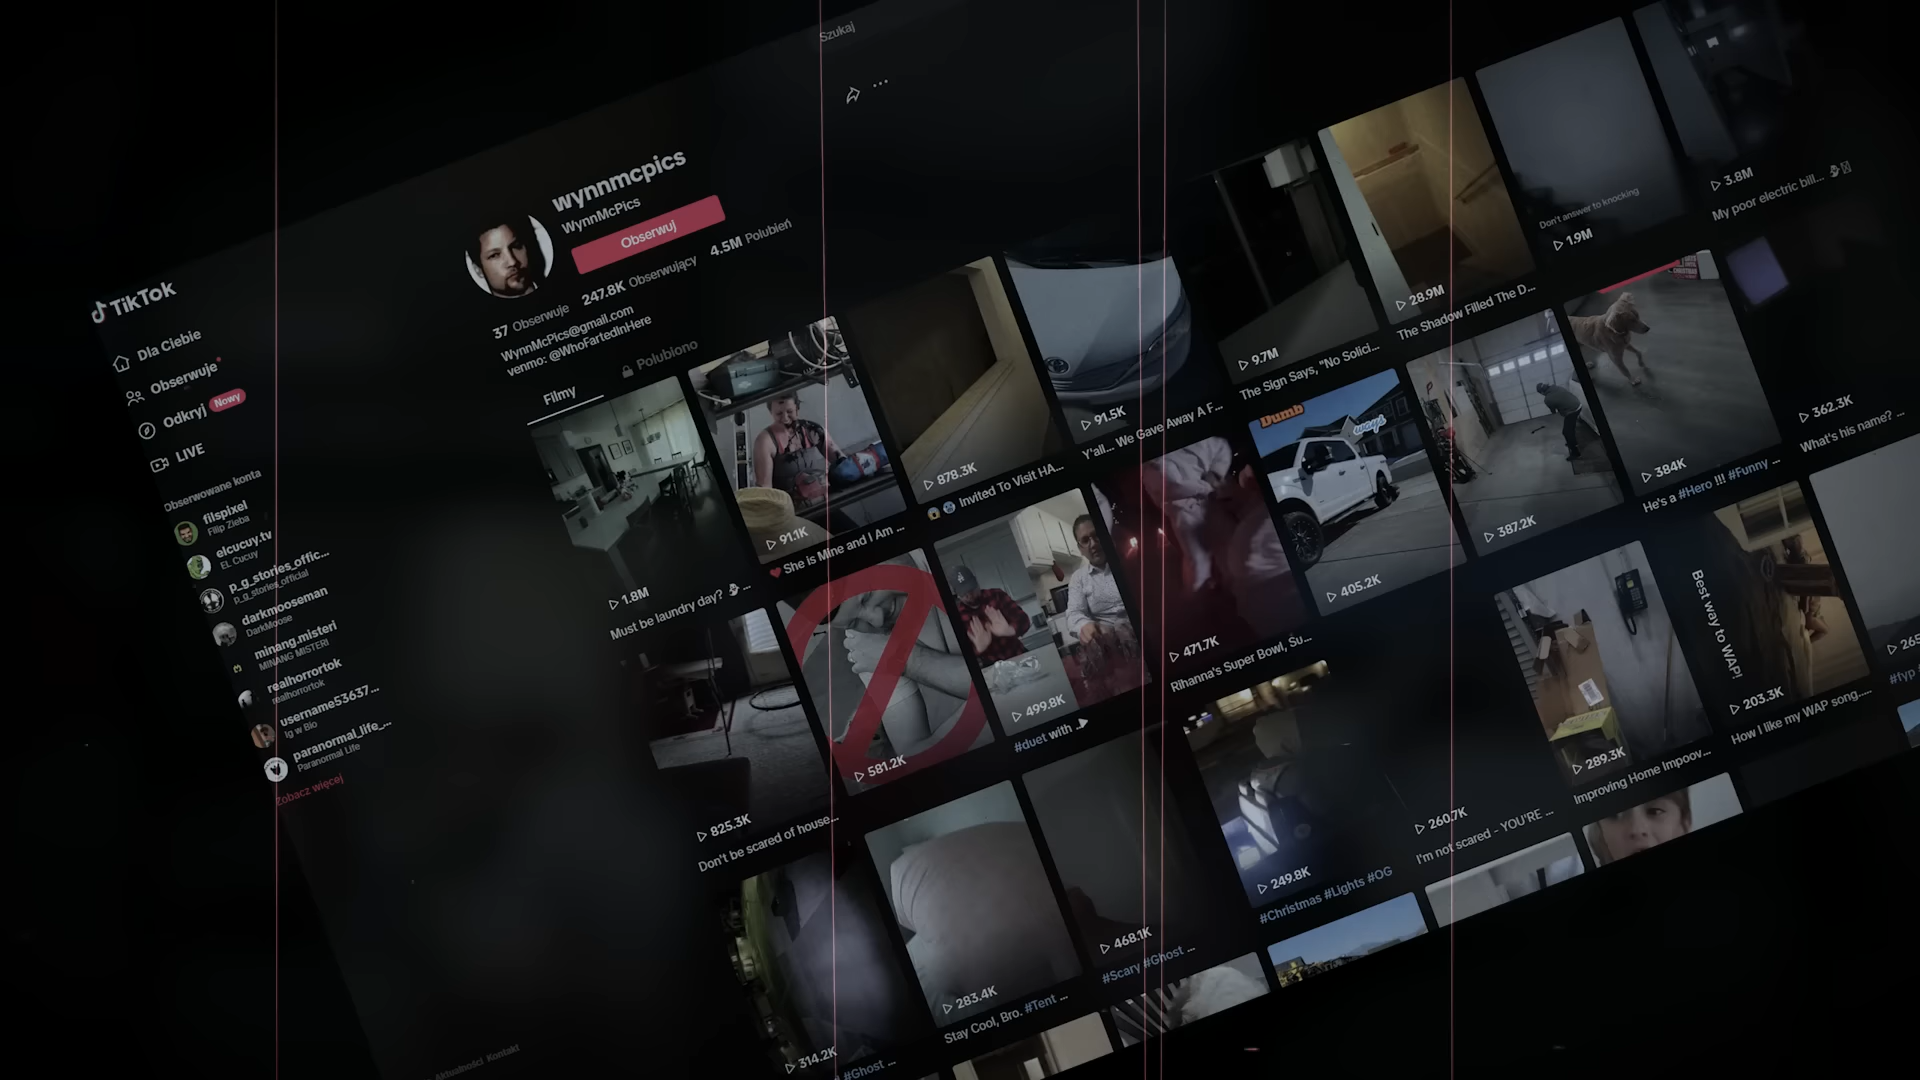 Szukaj
TikTok
Dla Ciebie
Obserwuje
Odkryj Nowy
LIVE
Obserwowane konta
filspixel
Filip Zieba
elcucuy.tv
EL Cucuy
p_g_stories_offic...
p_g_stories_official
darkmooseman
DarkMoose
minang.misteri
MINANG MISTERI
realhorrortok
realhorrortok
username53637...
Ig w Bio
paranormal_life_...
Paranormal Life
Zobacz więcej
Aktualności Kontakt
wynnmcpics
WynnMcPics
Obserwuj
37 Obserwuje 247.8K Obserwujący 4.5M Polubień
WynnMcPics@gmail.com
venmo: @WhoFartedInHere
Filmy
Polubiono
1.8M
Must be laundry day? ...
91.1K
She is Mine and I Am ...
878.3K
Invited To Visit HA...
91.5K
Y'all... We Gave Away A F...
9.7M
The Sign Says, "No Solici...
28.9M
The Shadow Filled The D...
Don't answer to knocking
1.9M
3.8M
My poor electric bill...
825.3K
Don't be scared of house...
581.2K
499.8K
#duet with
471.7K
Rihanna's Super Bowl, Su...
Dumb
ways
405.2K
387.2K
384K
He's a #Hero !!! #Funny ...
362.3K
What's his name? ...
314.2K
#Ghost ...
283.4K
Stay Cool, Bro. #Tent ...
468.1K
#Scary #Ghost ...
249.8K
#Christmas #Lights #OG
260.7K
I'm not scared - YOU'RE ...
289.3K
Improving Home Impoov...
Best way to WAP!
203.3K
How I like my WAP song.....
#typ